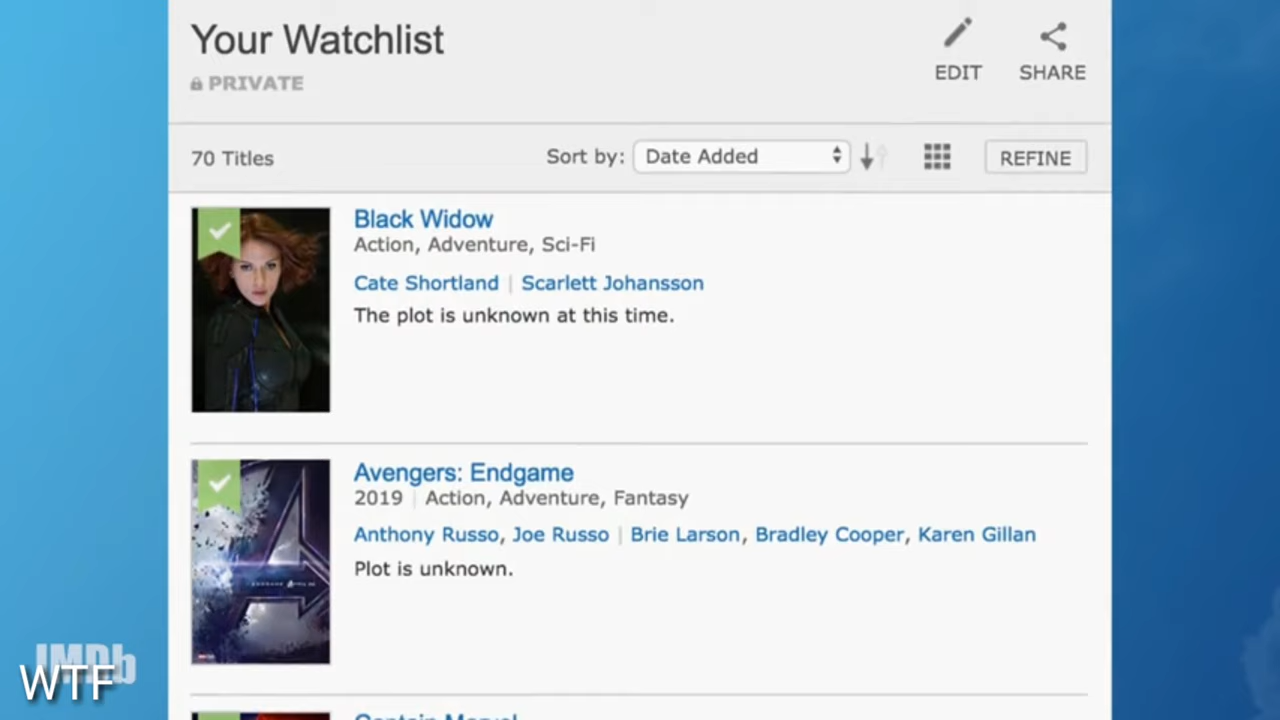 Your Watchlist
EDIT
SHARE
PRIVATE
70 Titles
Sort by:
Date Added
REFINE
Black Widow
Action, Adventure, Sci-Fi
Cate Shortland | Scarlett Johansson
The plot is unknown at this time.
Avengers: Endgame
2019 | Action, Adventure, Fantasy
Anthony Russo, Joe Russo | Brie Larson, Bradley Cooper, Karen Gillan
Plot is unknown.
IMDb
WTF
Captain Marvel